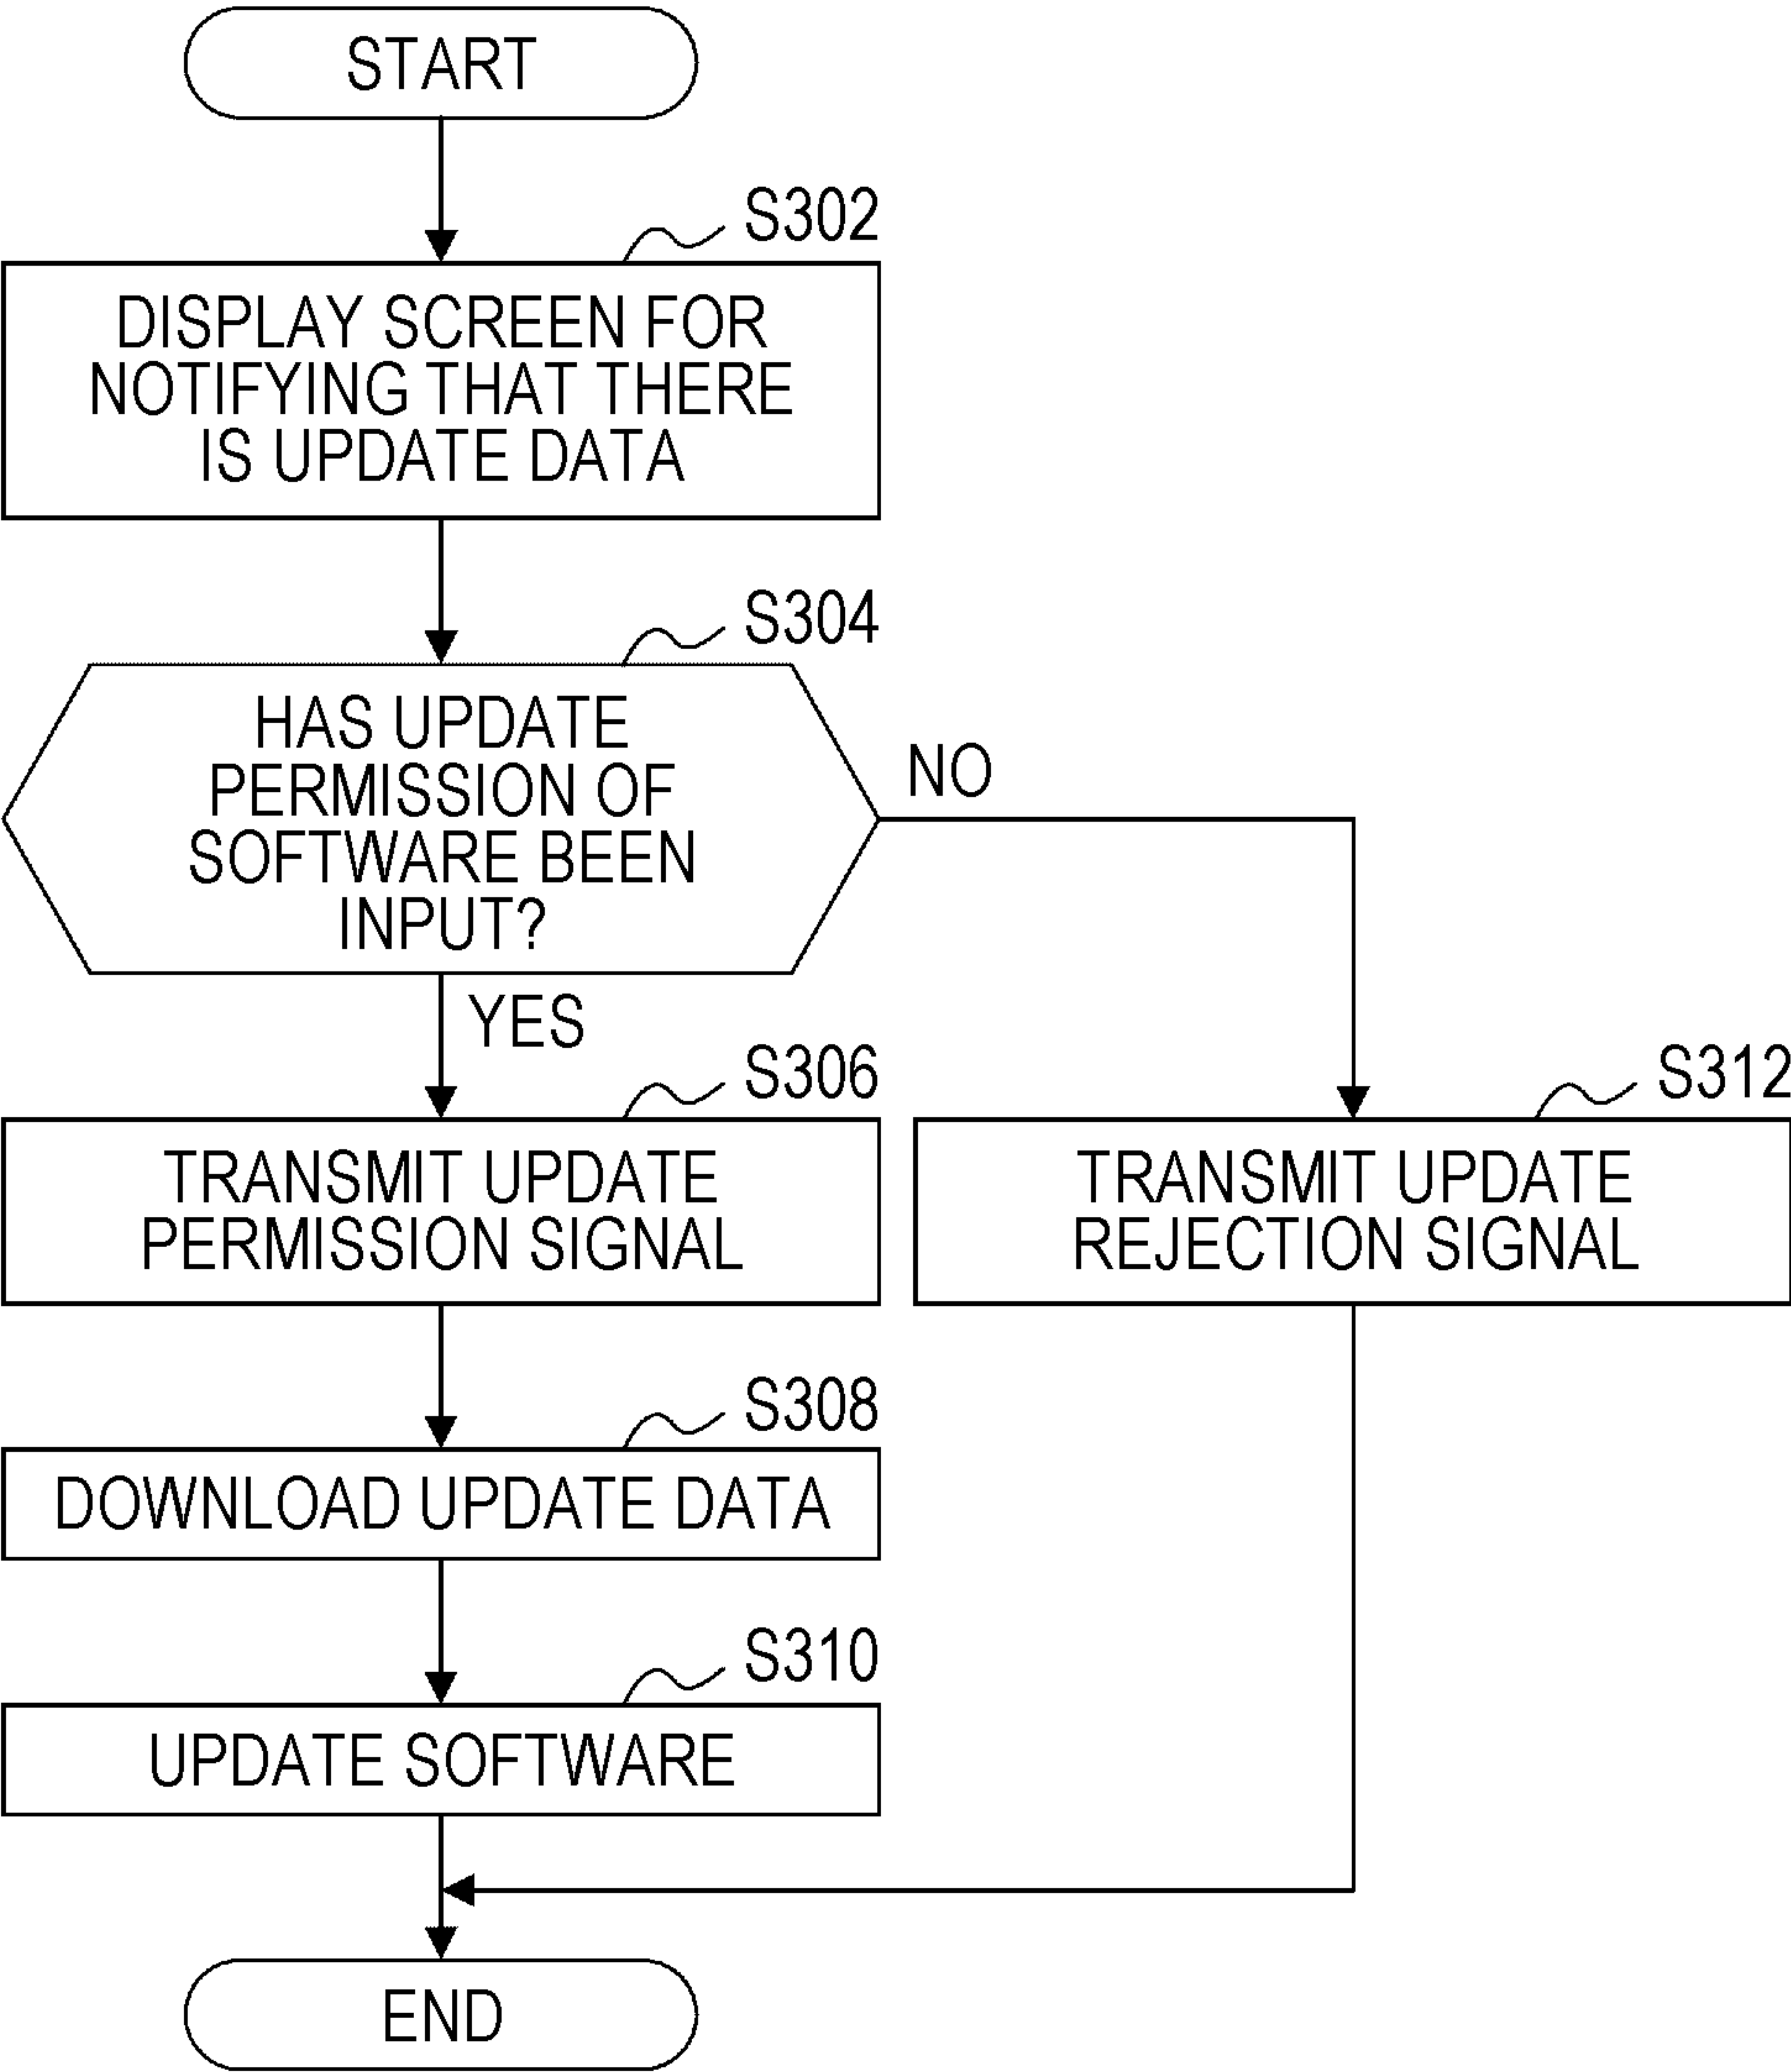 START
S302
DISPLAY SCREEN FOR
NOTIFYING THAT THERE
IS UPDATE DATA
S304
HAS UPDATE
PERMISSION OF
SOFTWARE BEEN
INPUT?
NO
YES
S306
TRANSMIT UPDATE
PERMISSION SIGNAL
S312
TRANSMIT UPDATE
REJECTION SIGNAL
S308
DOWNLOAD UPDATE DATA
S310
UPDATE SOFTWARE
END